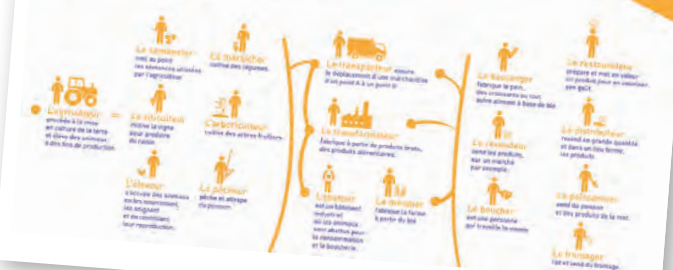 L'agriculteur
procède à la mise
en culture de la terre
et élève des animaux
à des fins de production.
=
Le semencier
met au point
les semences utilisées
par l'agriculteur
Le maraîcher
cultive des légumes.
Le viticulteur
cultive la vigne
pour produire
du raisin
L'arboriculteur
cultive des arbres fruitiers.
L'éleveur
s'occupe des animaux
en les nourrissant,
les soignant
et en contrôlant
leur reproduction.
Le pêcheur
pêche et attrape
du poisson.
Le transporteur assure
le déplacement d'une marchandise
d'un point A à un point B.
Le transformateur
fabrique à partir de produits bruts,
des produits alimentaires.
L'abattoir
est un bâtiment
industriel
où les animaux
sont abattus pour
la consommation
et la boucherie.
Le meunier
fabrique la farine
à partir du blé
Le boulanger
fabrique le pain,
des croissants ou tout
autre aliment à base de blé
Le revendeur
vend les produits,
sur un marché
par exemple.
Le boucher
est une personne
qui travaille la viande
Le restaurateur
prépare et met en valeur
un produit pour en valoriser
son goût.
Le distributeur
revend en grande quantité
et dans un lieu fermé,
les produits.
Le poissonnier
vend du poisson
et des produits de la mer.
Le fromager
fait et vend du fromage